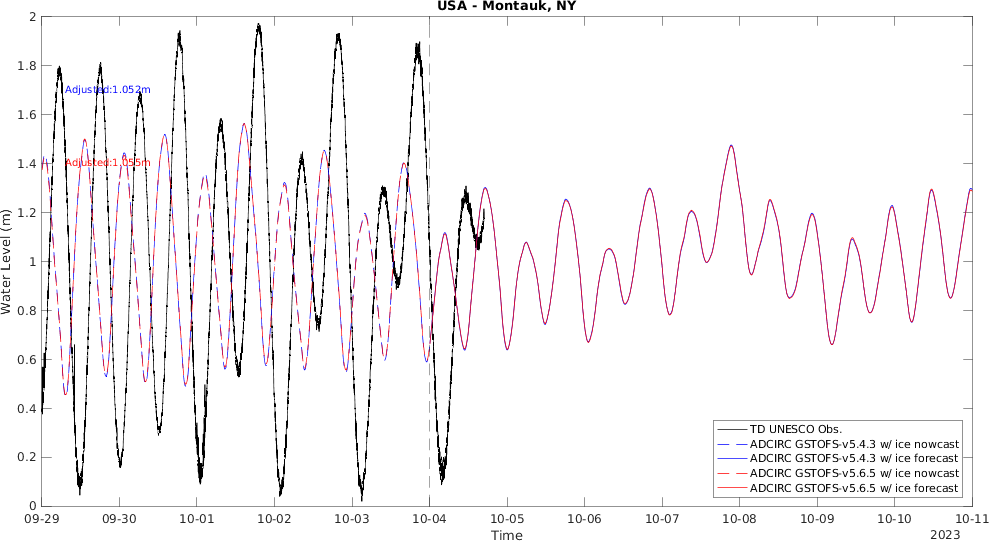 USA - Montauk, NY
2
1.8
1.6
1.4
1.2
1
0.8
0.6
0.4
0.2
0
Water Level (m)
Adjusted:1.052m
Adjusted:1.055m
TD UNESCO Obs.
ADCIRC GSTOFS-v5.4.3 w/ ice nowcast
ADCIRC GSTOFS-v5.4.3 w/ ice forecast
ADCIRC GSTOFS-v5.6.5 w/ ice nowcast
ADCIRC GSTOFS-v5.6.5 w/ ice forecast
09-29 09-30 10-01 10-02 10-03 10-04 10-05 10-06 10-07 10-08 10-09 10-10 10-11
Time
2023